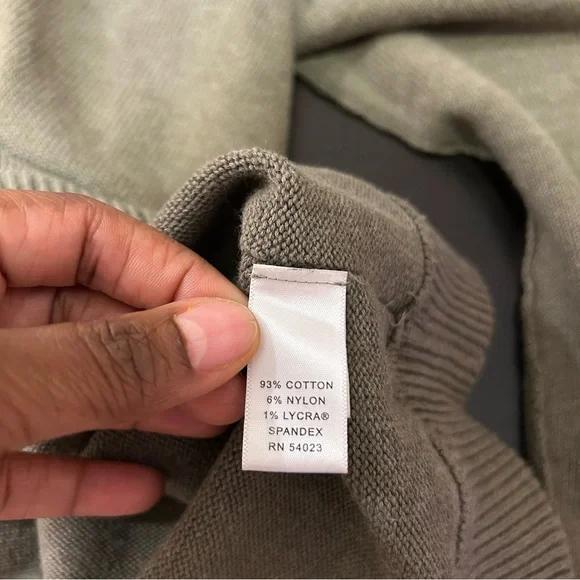 93% COTTON
6% NYLON
1% LYCRA®
SPANDEX
RN 54023